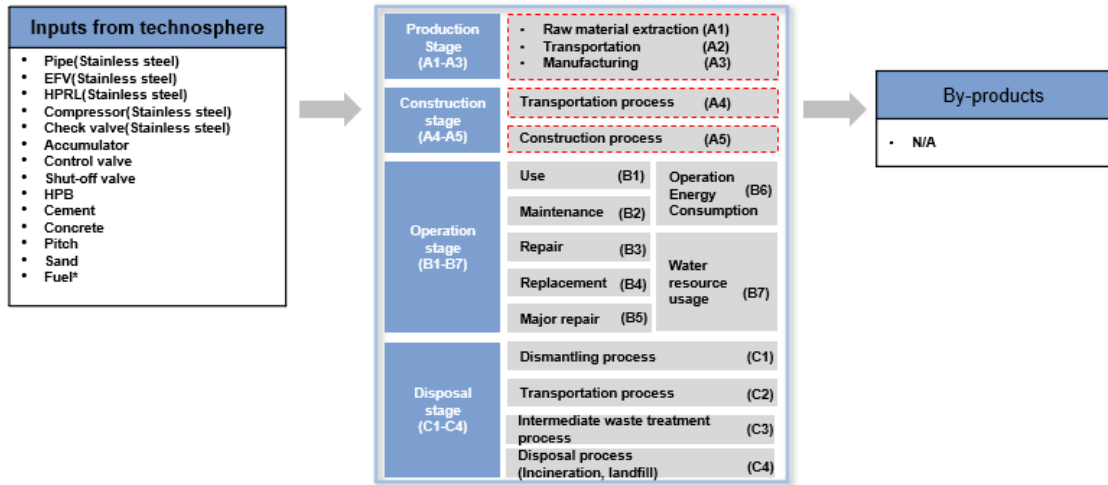 Inputs from technosphere
• Pipe(Stainless steel)
• EFV(Stainless steel)
• HPRL(Stainless steel)
• Compressor(Stainless steel)
• Check valve(Stainless steel)
• Accumulator
• Control valve
• Shut-off valve
• HPB
• Cement
• Concrete
• Pitch
• Sand
• Fuel*
Production
Stage
(A1-A3)
• Raw material extraction (A1)
• Transportation (A2)
• Manufacturing (A3)
Construction
stage
(A4-A5)
Transportation process (A4)
Construction process (A5)
Operation
stage
(B1-B7)
Use (B1)
Maintenance (B2)
Repair (B3)
Replacement (B4)
Major repair (B5)
Operation
Energy (B6)
Consumption
Water
resource
usage (B7)
Disposal
stage
(C1-C4)
Dismantling process (C1)
Transportation process (C2)
Intermediate waste treatment
process (C3)
Disposal process
(Incineration, landfill) (C4)
By-products
• N/A